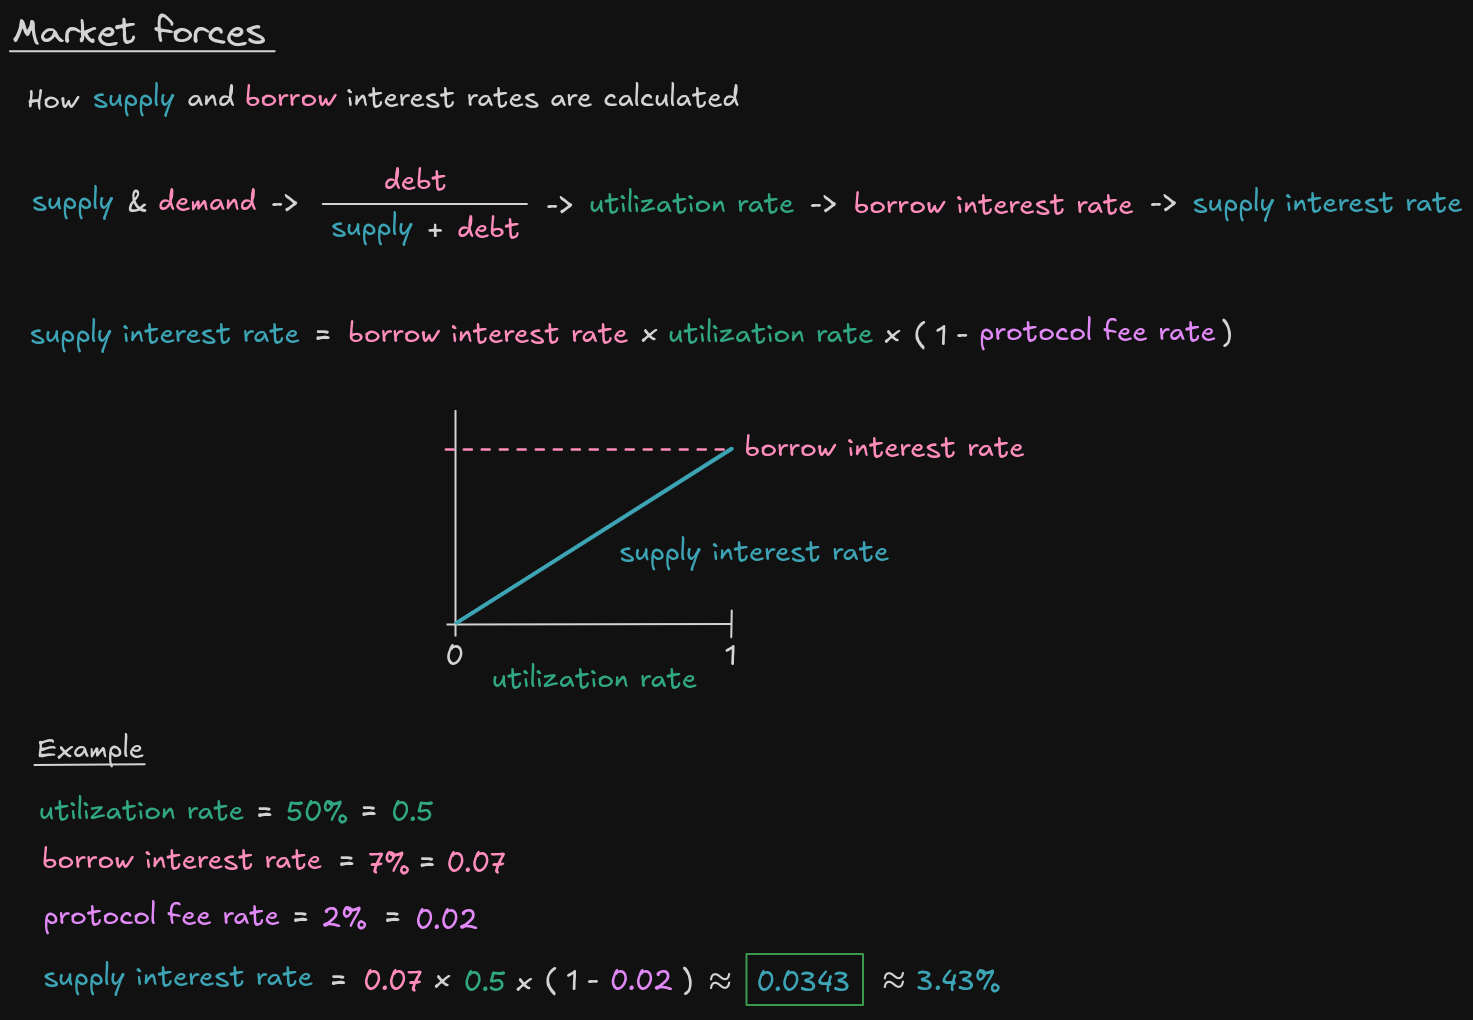 Market forces
How supply and borrow interest rates are calculated
supply & demand -> debt / supply + debt -> utilization rate -> borrow interest rate -> supply interest rate
supply interest rate = borrow interest rate × utilization rate × (1 - protocol fee rate)
borrow interest rate
supply interest rate
0 1
utilization rate
Example
utilization rate = 50% = 0.5
borrow interest rate = 7% = 0.07
protocol fee rate = 2% = 0.02
supply interest rate = 0.07 × 0.5 × (1 - 0.02) ≈ 0.0343 ≈ 3.43%